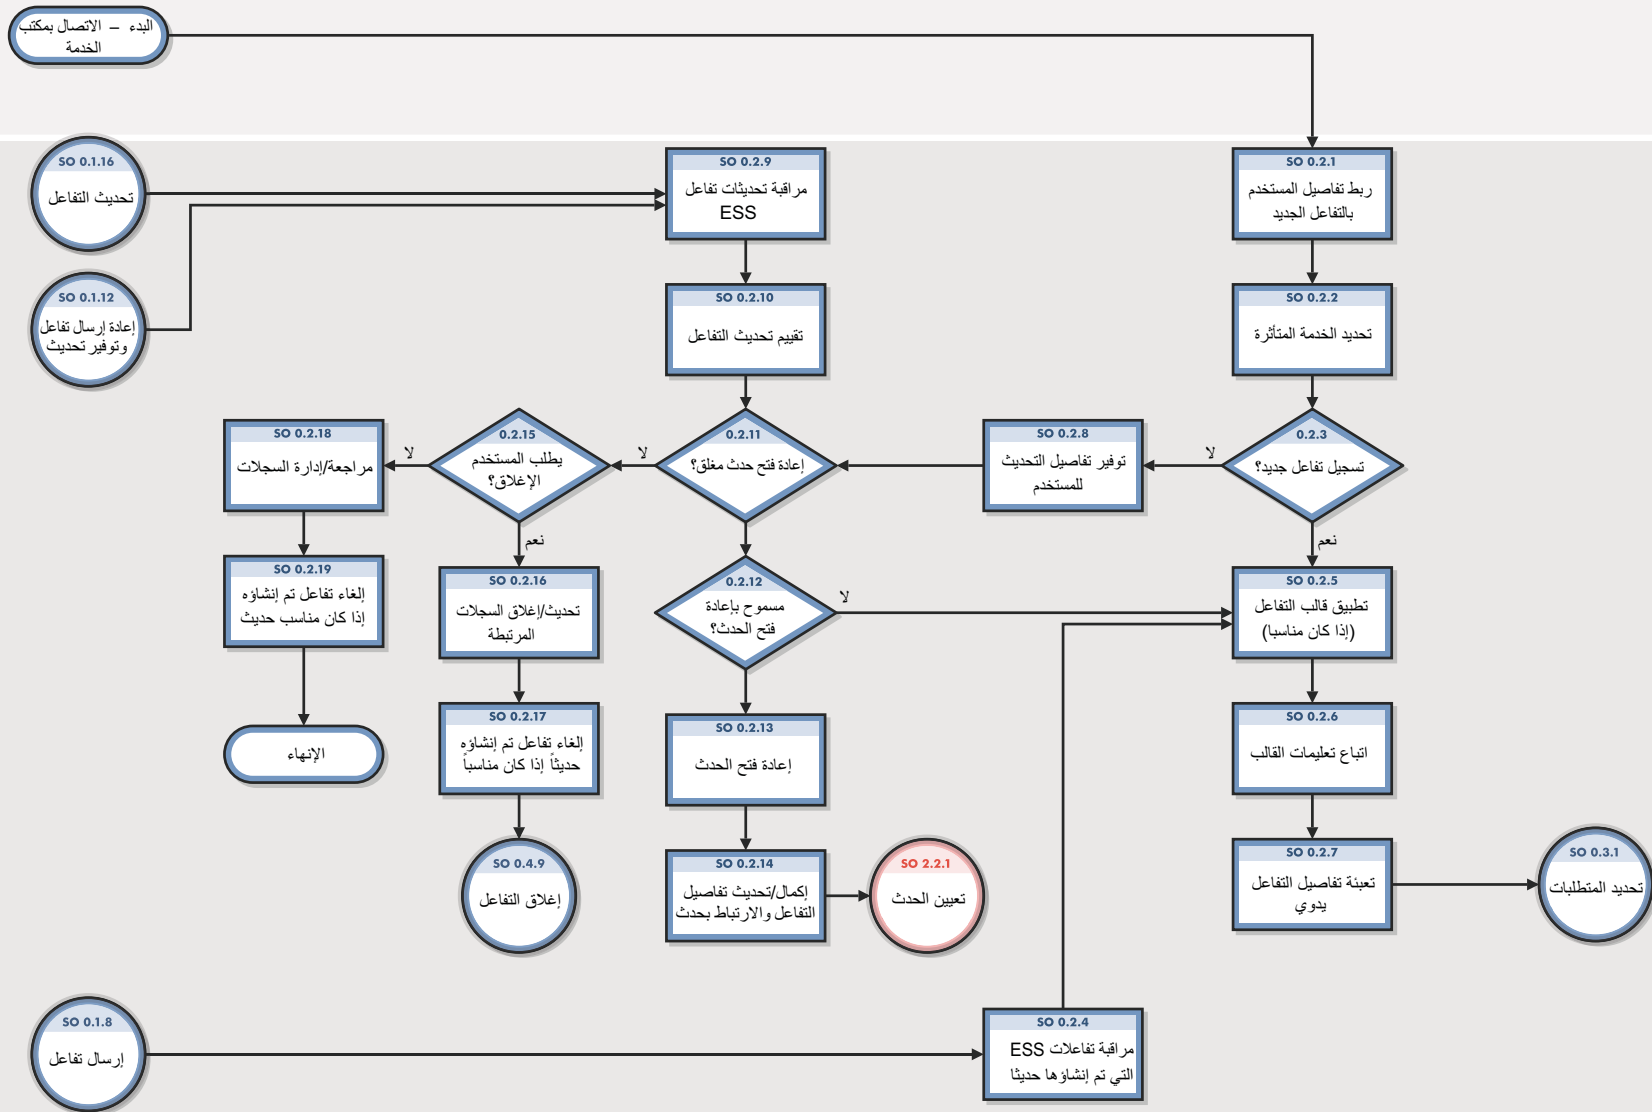 البدء – الاتصال بمكتب
الخدمة
SO 0.1.16
تحديث التفاعل
SO 0.1.12
إعادة إرسال تفاعل
وتوفير تحديث
SO 0.2.9
مراقبة تحديثات تفاعل
ESS
SO 0.2.1
ربط تفاصيل المستخدم
بالتفاعل الجديد
SO 0.2.10
تقييم تحديث التفاعل
SO 0.2.2
تحديد الخدمة المتأثرة
0.2.3
تسجيل تفاعل جديد؟
لا
نعم
SO 0.2.8
توفير تفاصيل التحديث
للمستخدم
0.2.11
إعادة فتح حدث مغلق؟
لا
0.2.15
يطلب المستخدم
الإغلاق؟
لا
نعم
SO 0.2.18
مراجعة/إدارة السجلات
SO 0.2.19
إلغاء تفاعل تم إنشاؤه
إذا كان مناسب حديث
الإنهاء
SO 0.2.16
تحديث/إغلاق السجلات
المرتبطة
SO 0.2.17
إلغاء تفاعل تم إنشاؤه
حديثاً إذا كان مناسباً
SO 0.4.9
إغلاق التفاعل
0.2.12
مسموح بإعادة
فتح الحدث؟
لا
SO 0.2.13
إعادة فتح الحدث
SO 0.2.14
إكمال/تحديث تفاصيل
التفاعل والارتباط بحدث
SO 2.2.1
تعيين الحدث
SO 0.2.5
تطبيق قالب التفاعل
(إذا كان مناسبا)
SO 0.2.6
اتباع تعليمات القالب
SO 0.2.7
تعبئة تفاصيل التفاعل
يدوي
SO 0.3.1
تحديد المتطلبات
SO 0.1.8
إرسال تفاعل
SO 0.2.4
مراقبة تفاعلات ESS
التي تم إنشاؤها حديثا